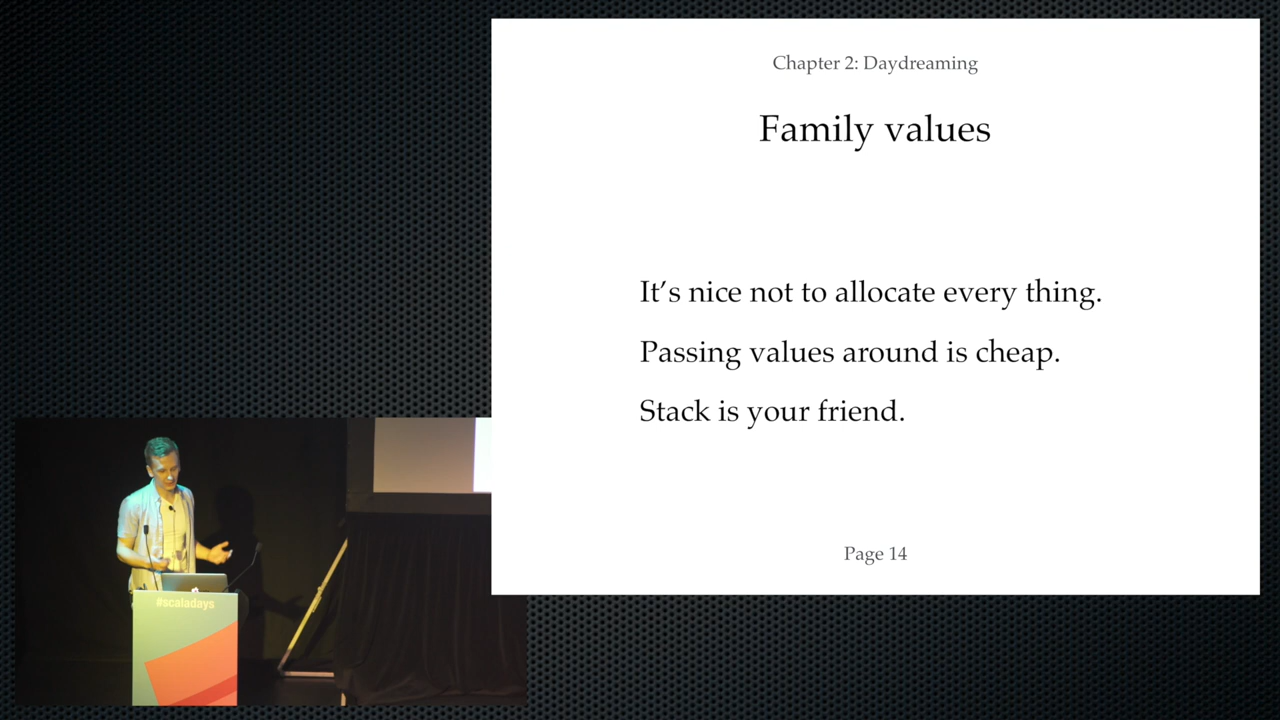 Chapter 2: Daydreaming
Family values
It’s nice not to allocate every thing.
Passing values around is cheap.
Stack is your friend.
Page 14
#scaladays